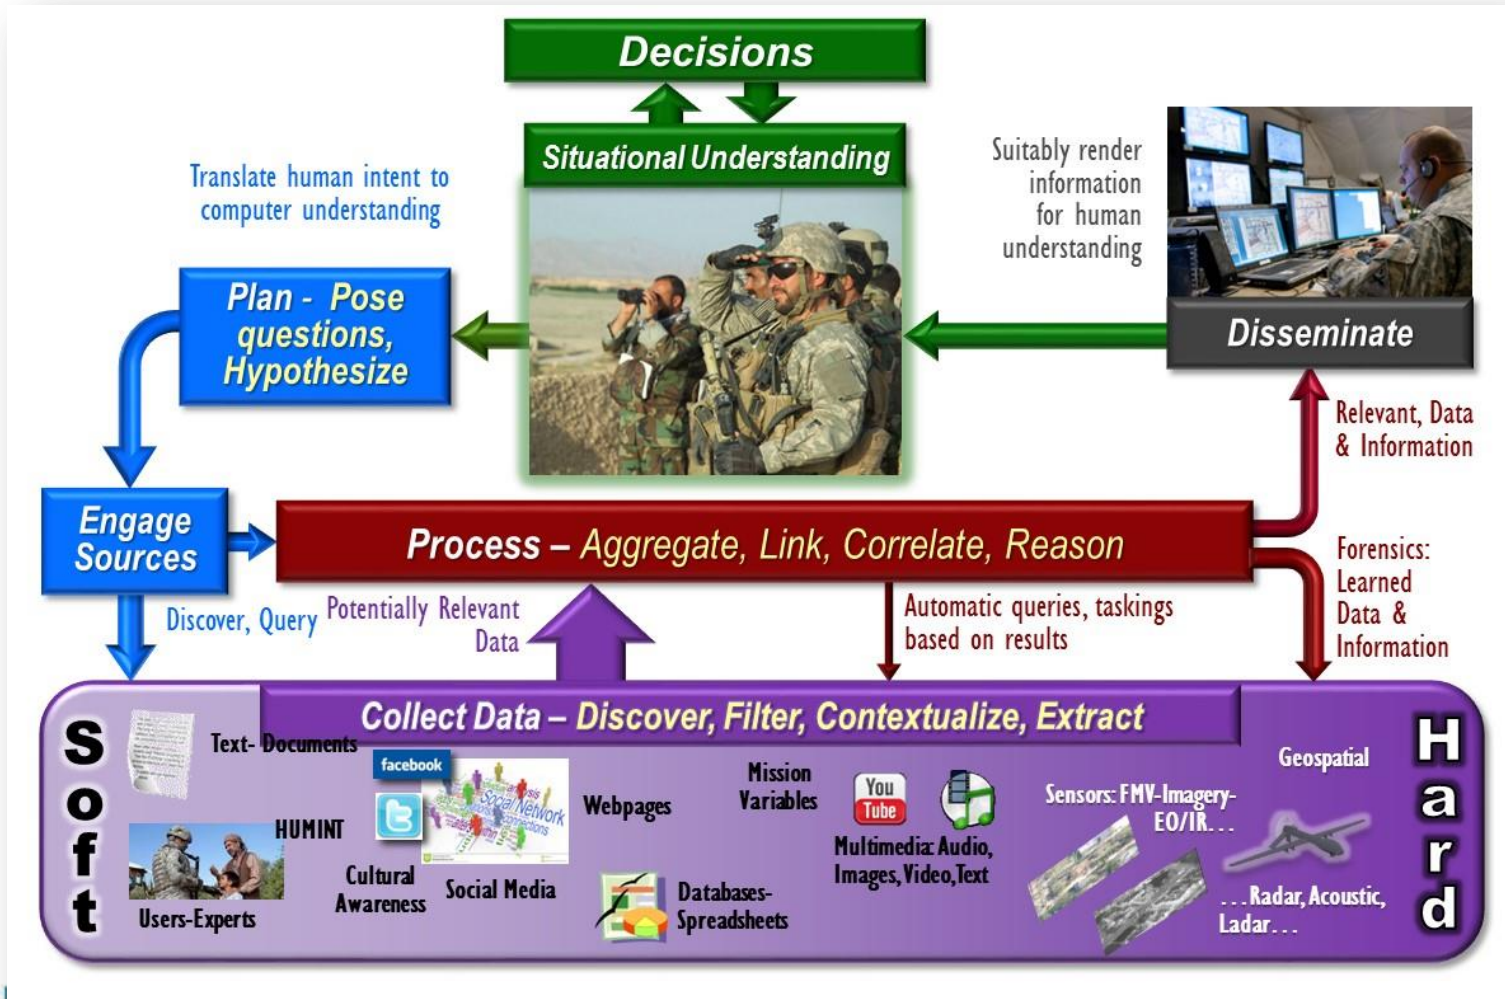 Decisions
Situational Understanding
Translate human intent to
computer understanding
Suitably render
information
for human
understanding
Plan - Pose
questions,
Hypothesize
Disseminate
Relevant, Data
& Information
Engage
Sources
Process – Aggregate, Link, Correlate, Reason
Forensics:
Learned
Data &
Information
Discover, Query
Potentially Relevant
Data
Automatic queries, taskings
based on results
Collect Data – Discover, Filter, Contextualize, Extract
Soft
Text- Documents
HUMINT
Users-Experts
facebook
Social Network
Cultural
Awareness
Social Media
Webpages
Databases-
Spreadsheets
Mission
Variables
You
Tube
Multimedia: Audio,
Images, Video,Text
Sensors: FMV-Imagery-
EO/IR...
Geospatial
...Radar, Acoustic,
Ladar...
Hard